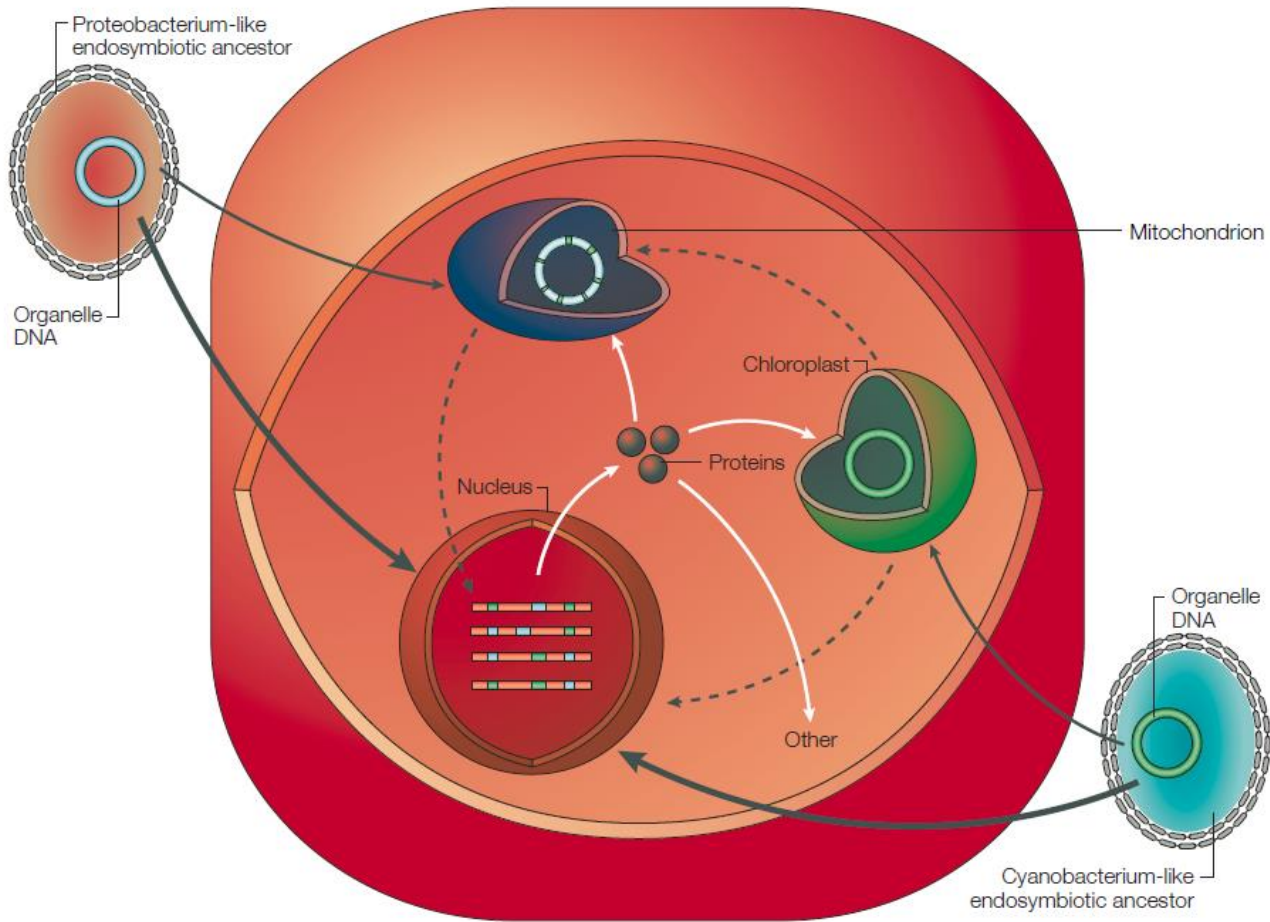 Proteobacterium-like
endosymbiotic ancestor
Organelle
DNA
Mitochondrion
Chloroplast
Proteins
Nucleus
Other
Organelle
DNA
Cyanobacterium-like
endosymbiotic ancestor